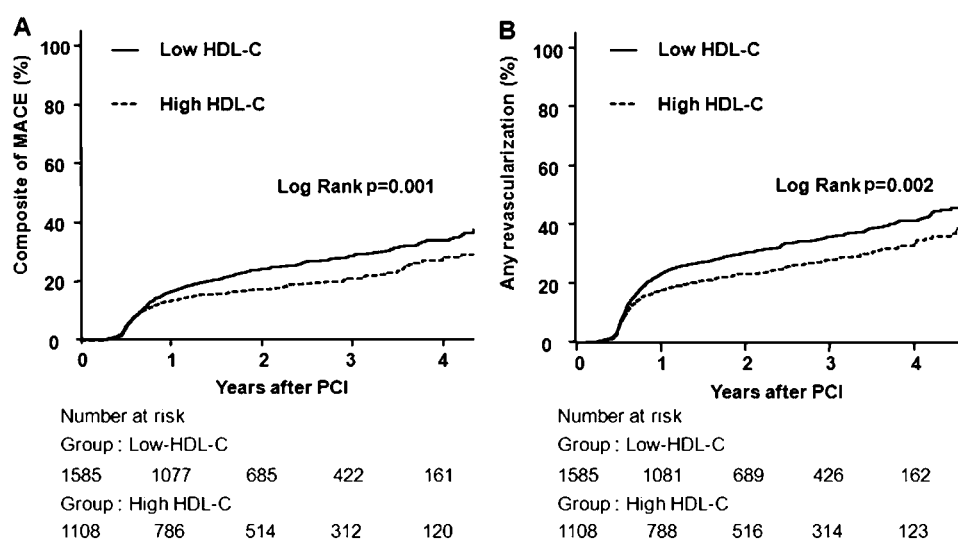 A
Composite of MACE (%)
100
80
60
40
20
0
Low HDL-C
High HDL-C
Log Rank p=0.001
0 1 2 3 4
Years after PCI
Number at risk
Group : Low-HDL-C
1585 1077 685 422 161
Group : High HDL-C
1108 786 514 312 120
B
Any revascularization (%)
100
80
60
40
20
0
Low HDL-C
High HDL-C
Log Rank p=0.002
0 1 2 3 4
Years after PCI
Number at risk
Group : Low-HDL-C
1585 1081 689 426 162
Group : High HDL-C
1108 788 516 314 123